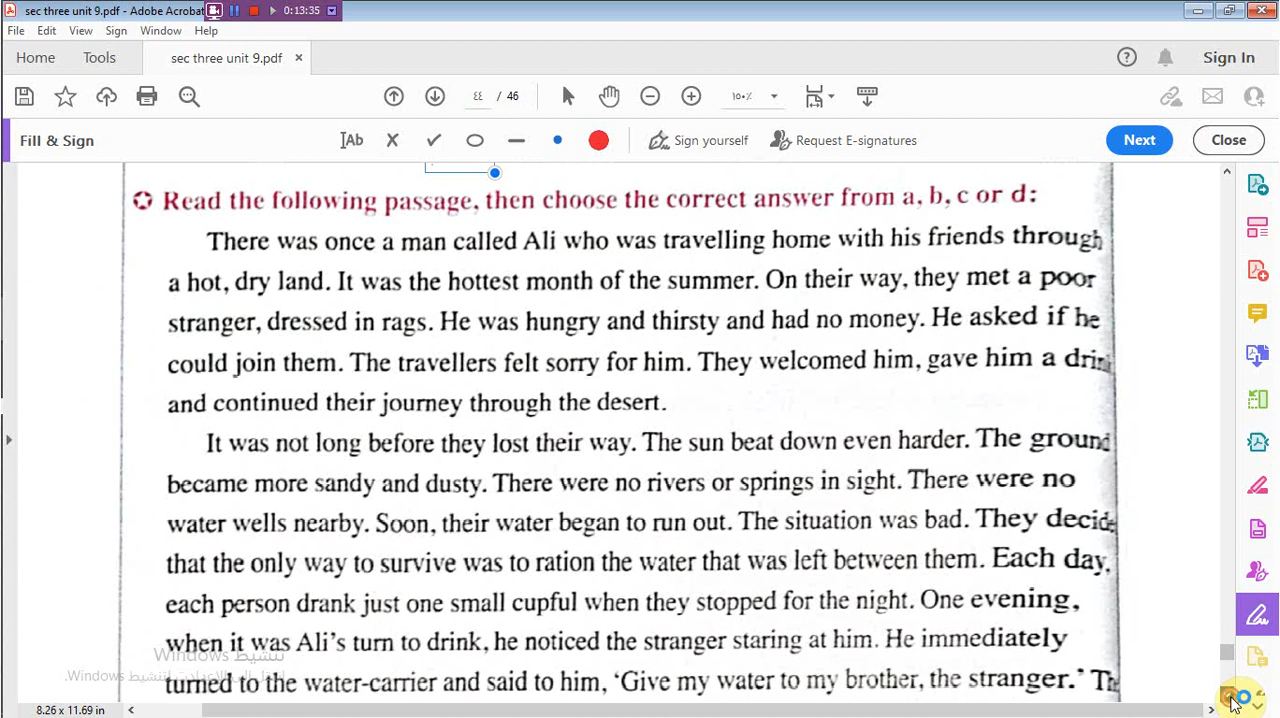 sec three unit 9.pdf - Adobe Acrobat
0:13:35
File Edit View Sign Window Help
Home Tools sec three unit 9.pdf × Sign In
٤٤ / 46 ١٥٠٪
Fill & Sign Ab Sign yourself Request E-signatures Next Close
✪ Read the following passage, then choose the correct answer from a, b, c or d:
There was once a man called Ali who was travelling home with his friends through
a hot, dry land. It was the hottest month of the summer. On their way, they met a poor
stranger, dressed in rags. He was hungry and thirsty and had no money. He asked if he
could join them. The travellers felt sorry for him. They welcomed him, gave him a drin
and continued their journey through the desert.
It was not long before they lost their way. The sun beat down even harder. The ground
became more sandy and dusty. There were no rivers or springs in sight. There were no
water wells nearby. Soon, their water began to run out. The situation was bad. They decide
that the only way to survive was to ration the water that was left between them. Each day,
each person drank just one small cupful when they stopped for the night. One evening,
when it was Ali's turn to drink, he noticed the stranger staring at him. He immediately
تنشيط Windows
turned to the water-carrier and said to him, 'Give my water to my brother, the stranger.' Th
لتنشيط Windows.
8.26 x 11.69 in